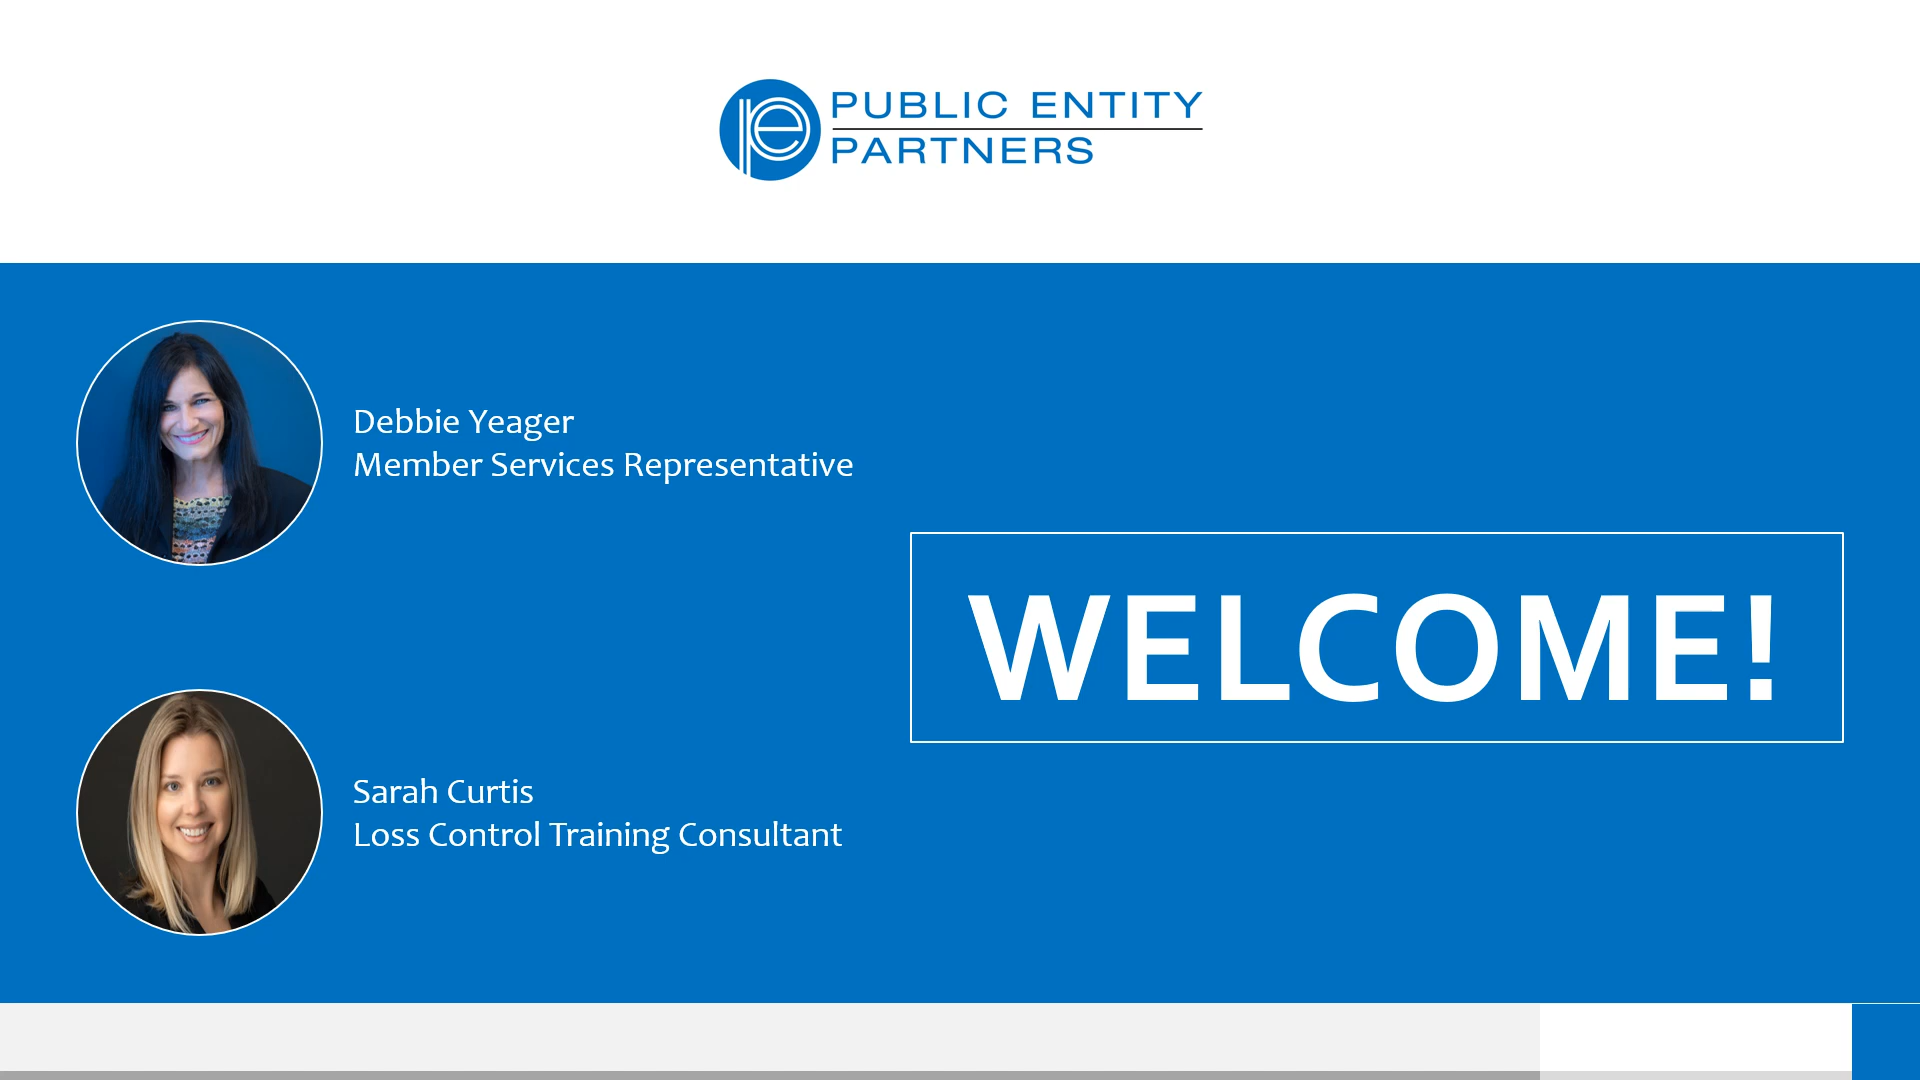 PUBLIC ENTITY
PARTNERS
Debbie Yeager
Member Services Representative
WELCOME!
Sarah Curtis
Loss Control Training Consultant